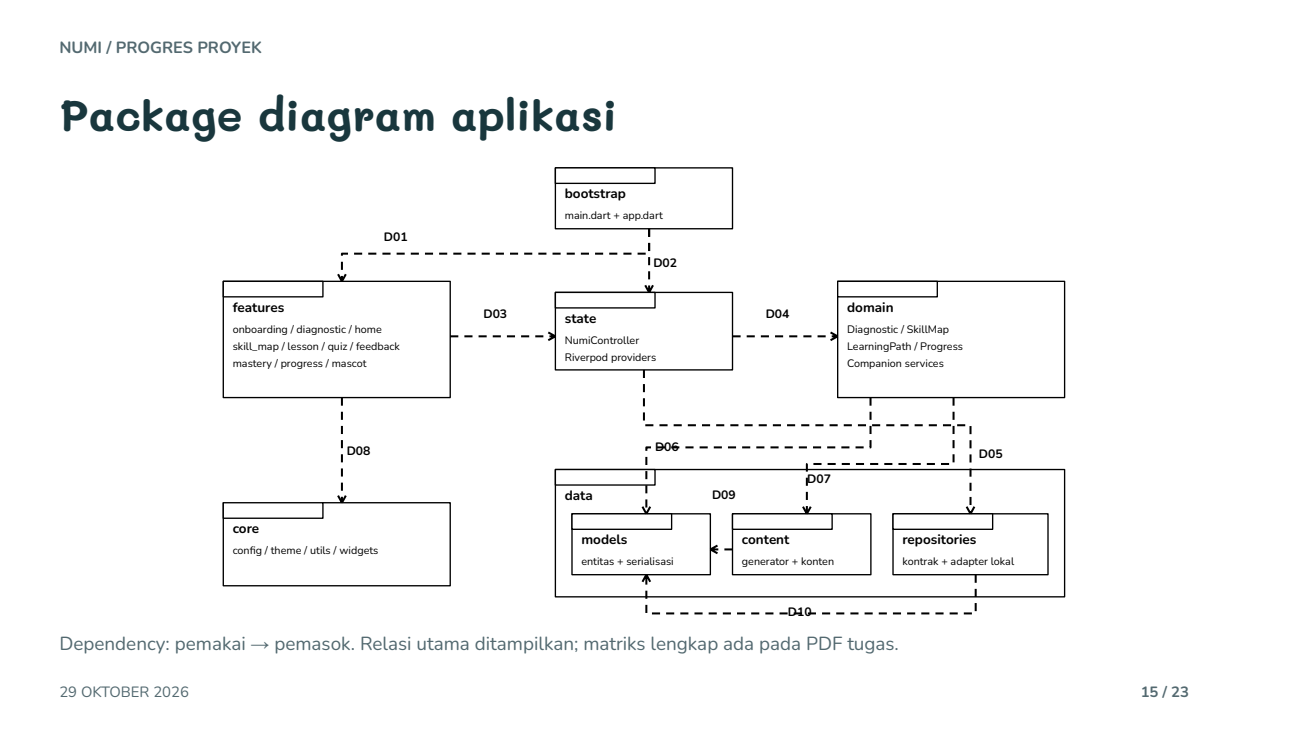 NUMI / PROGRES PROYEK
Package diagram aplikasi
bootstrap
main.dart + app.dart
D01
D02
features
onboarding / diagnostic / home
skill_map / lesson / quiz / feedback
mastery / progress / mascot
D03
state
NumiController
Riverpod providers
D04
domain
Diagnostic / SkillMap
LearningPath / Progress
Companion services
D08
D06
D05
D07
core
config / theme / utils / widgets
data
D09
models
entitas + serialisasi
content
generator + konten
repositories
kontrak + adapter lokal
D10
Dependency: pemakai → pemasok. Relasi utama ditampilkan; matriks lengkap ada pada PDF tugas.
29 OKTOBER 2026
15 / 23